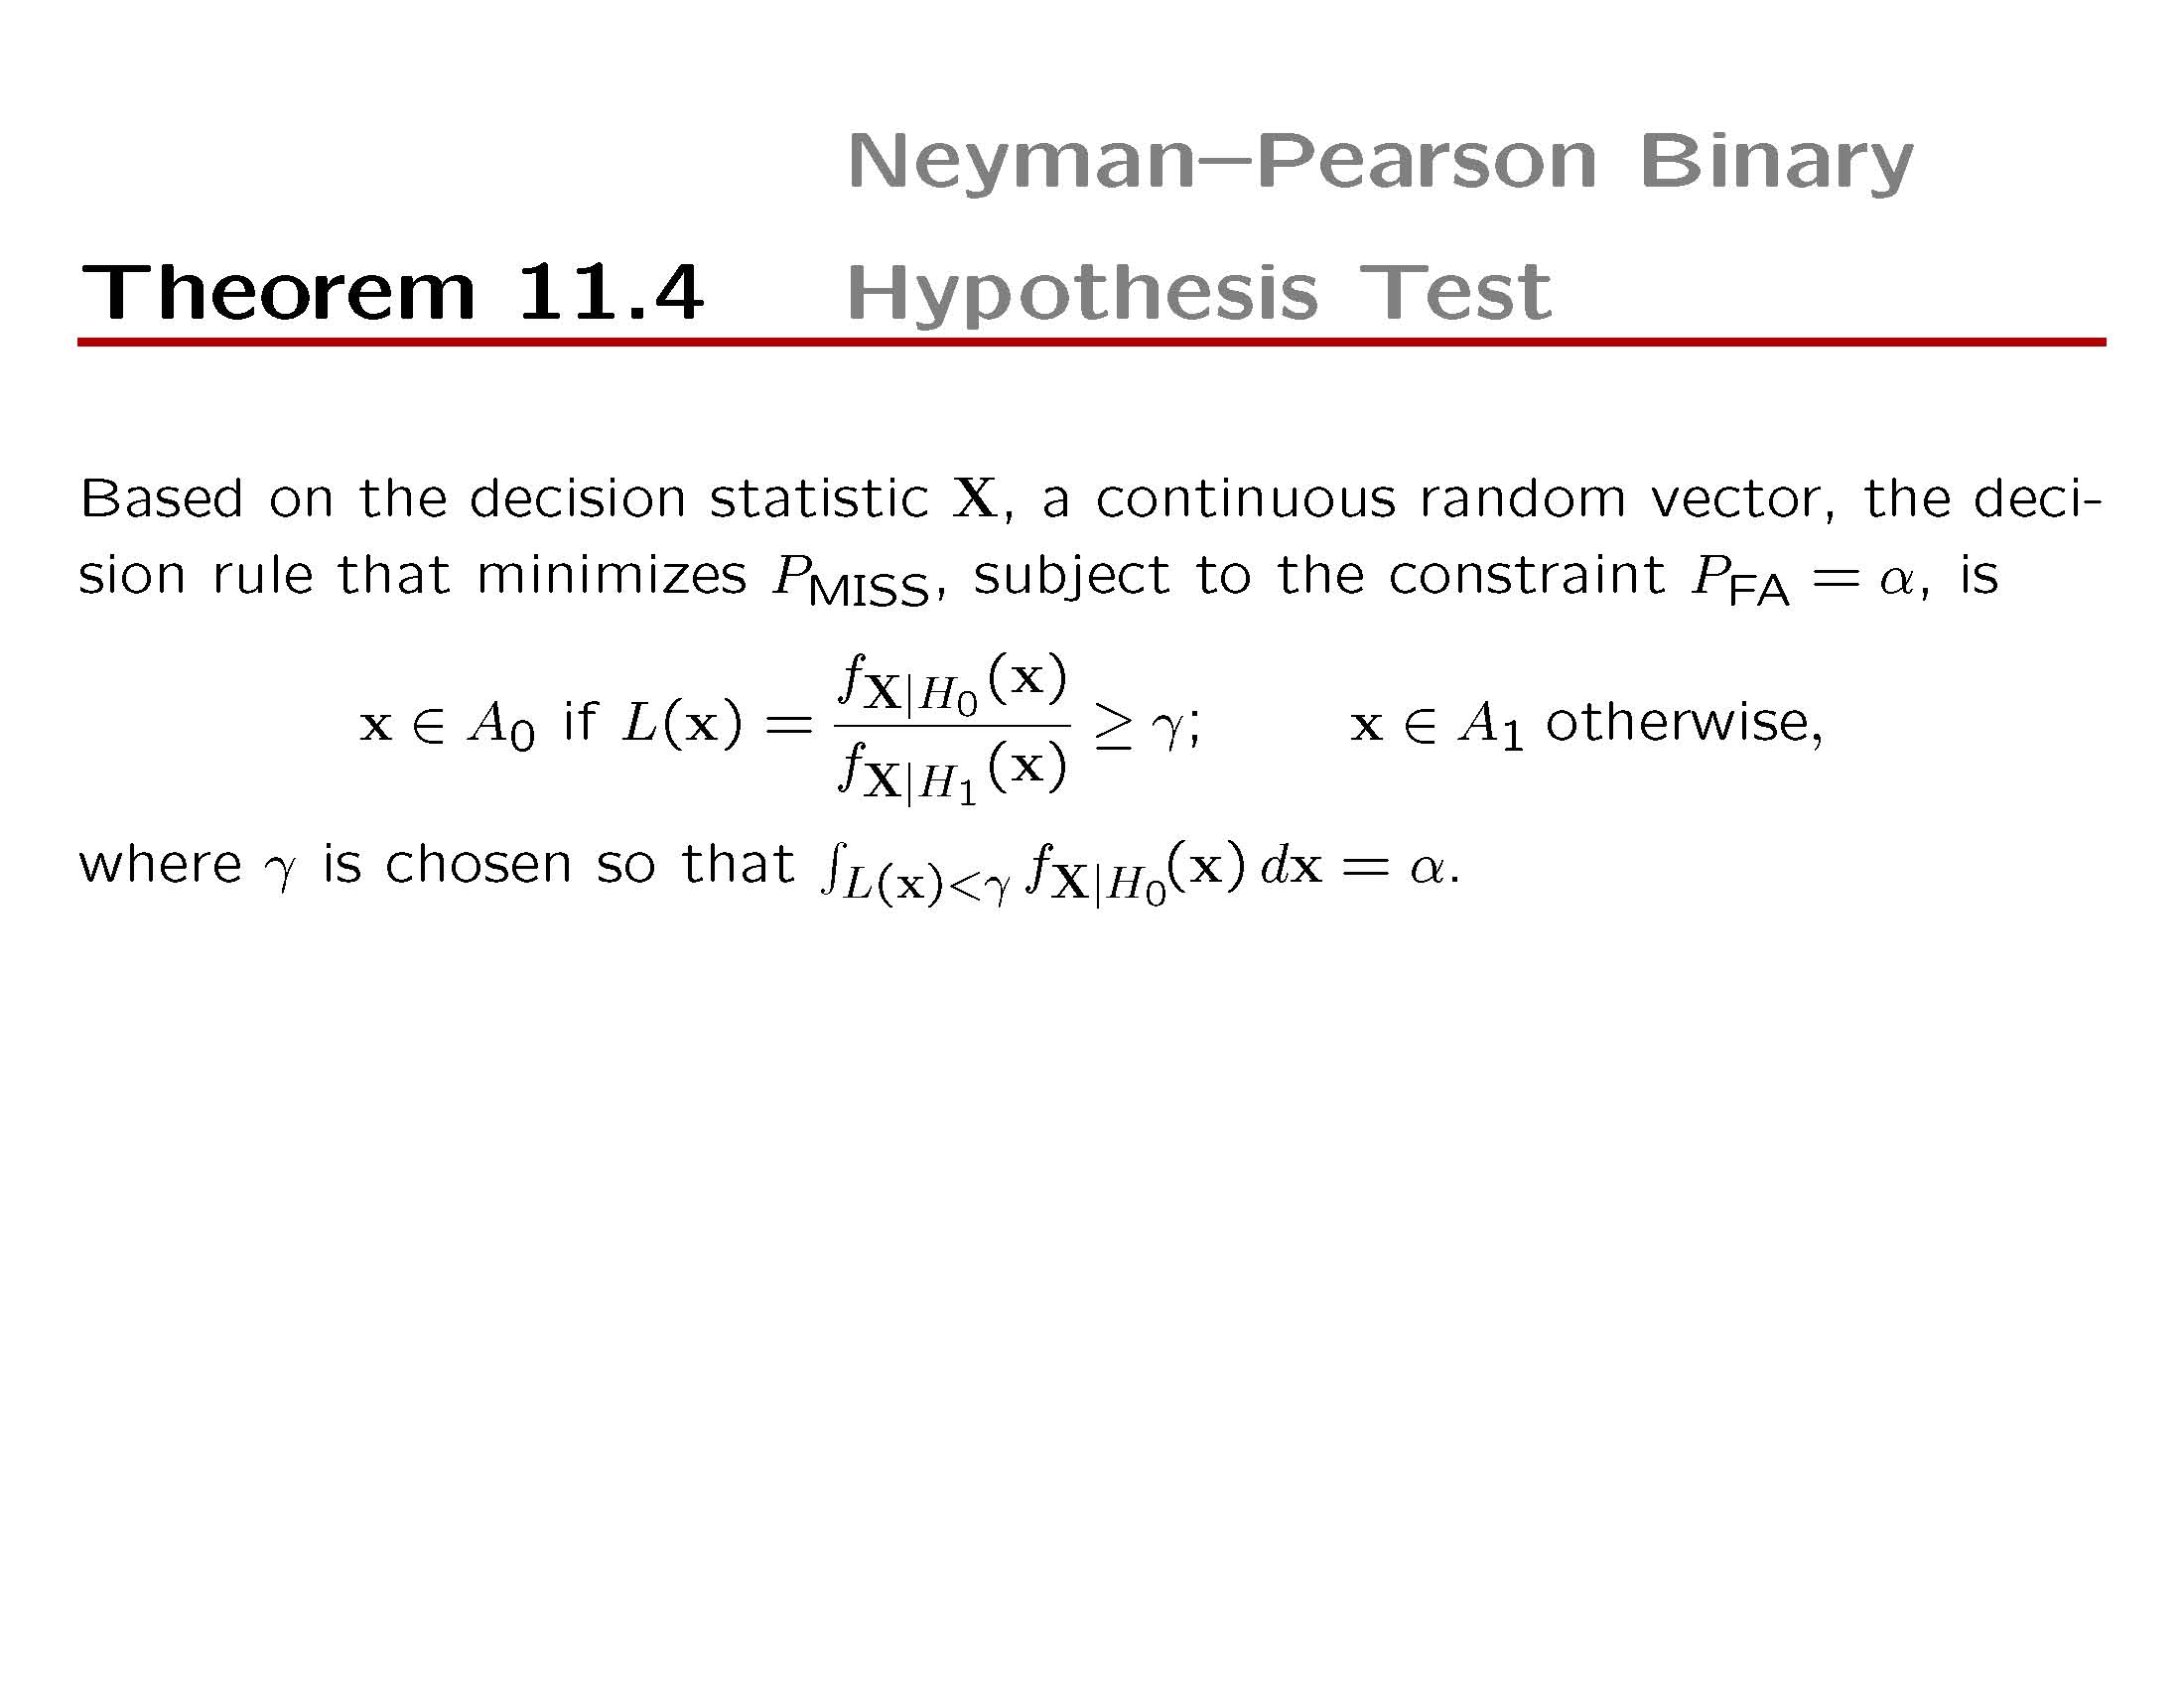 Neyman–Pearson Binary
Theorem 11.4 Hypothesis Test
Based on the decision statistic X, a continuous random vector, the deci-
sion rule that minimizes P_MISS, subject to the constraint P_FA = α, is
x ∈ A_0 if L(x) = f_{X|H_0}(x) / f_{X|H_1}(x) ≥ γ; x ∈ A_1 otherwise,
where γ is chosen so that ∫_{L(x)<γ} f_{X|H_0}(x) dx = α.